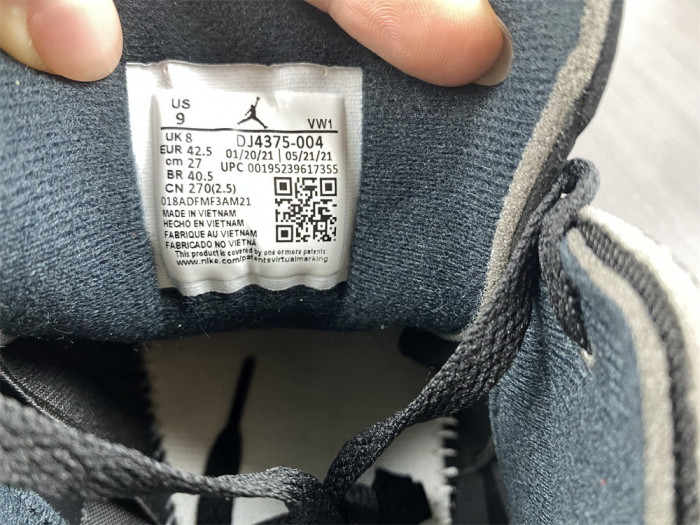 US
9
VW1
UK 8 DJ4375-004
EUR 42.5 01/20/21 | 05/21/21
cm 27 UPC 00195239617355
BR 40.5
CN 270(2.5)
018ADFMF3AM21
MADE IN VIETNAM
HECHO EN VIETNAM
FABRIQUE AU VIETNAM
FABRICADO NO VIETNA
This product is covered by one or more patents
www.nike.com/patentsvirtualmarking